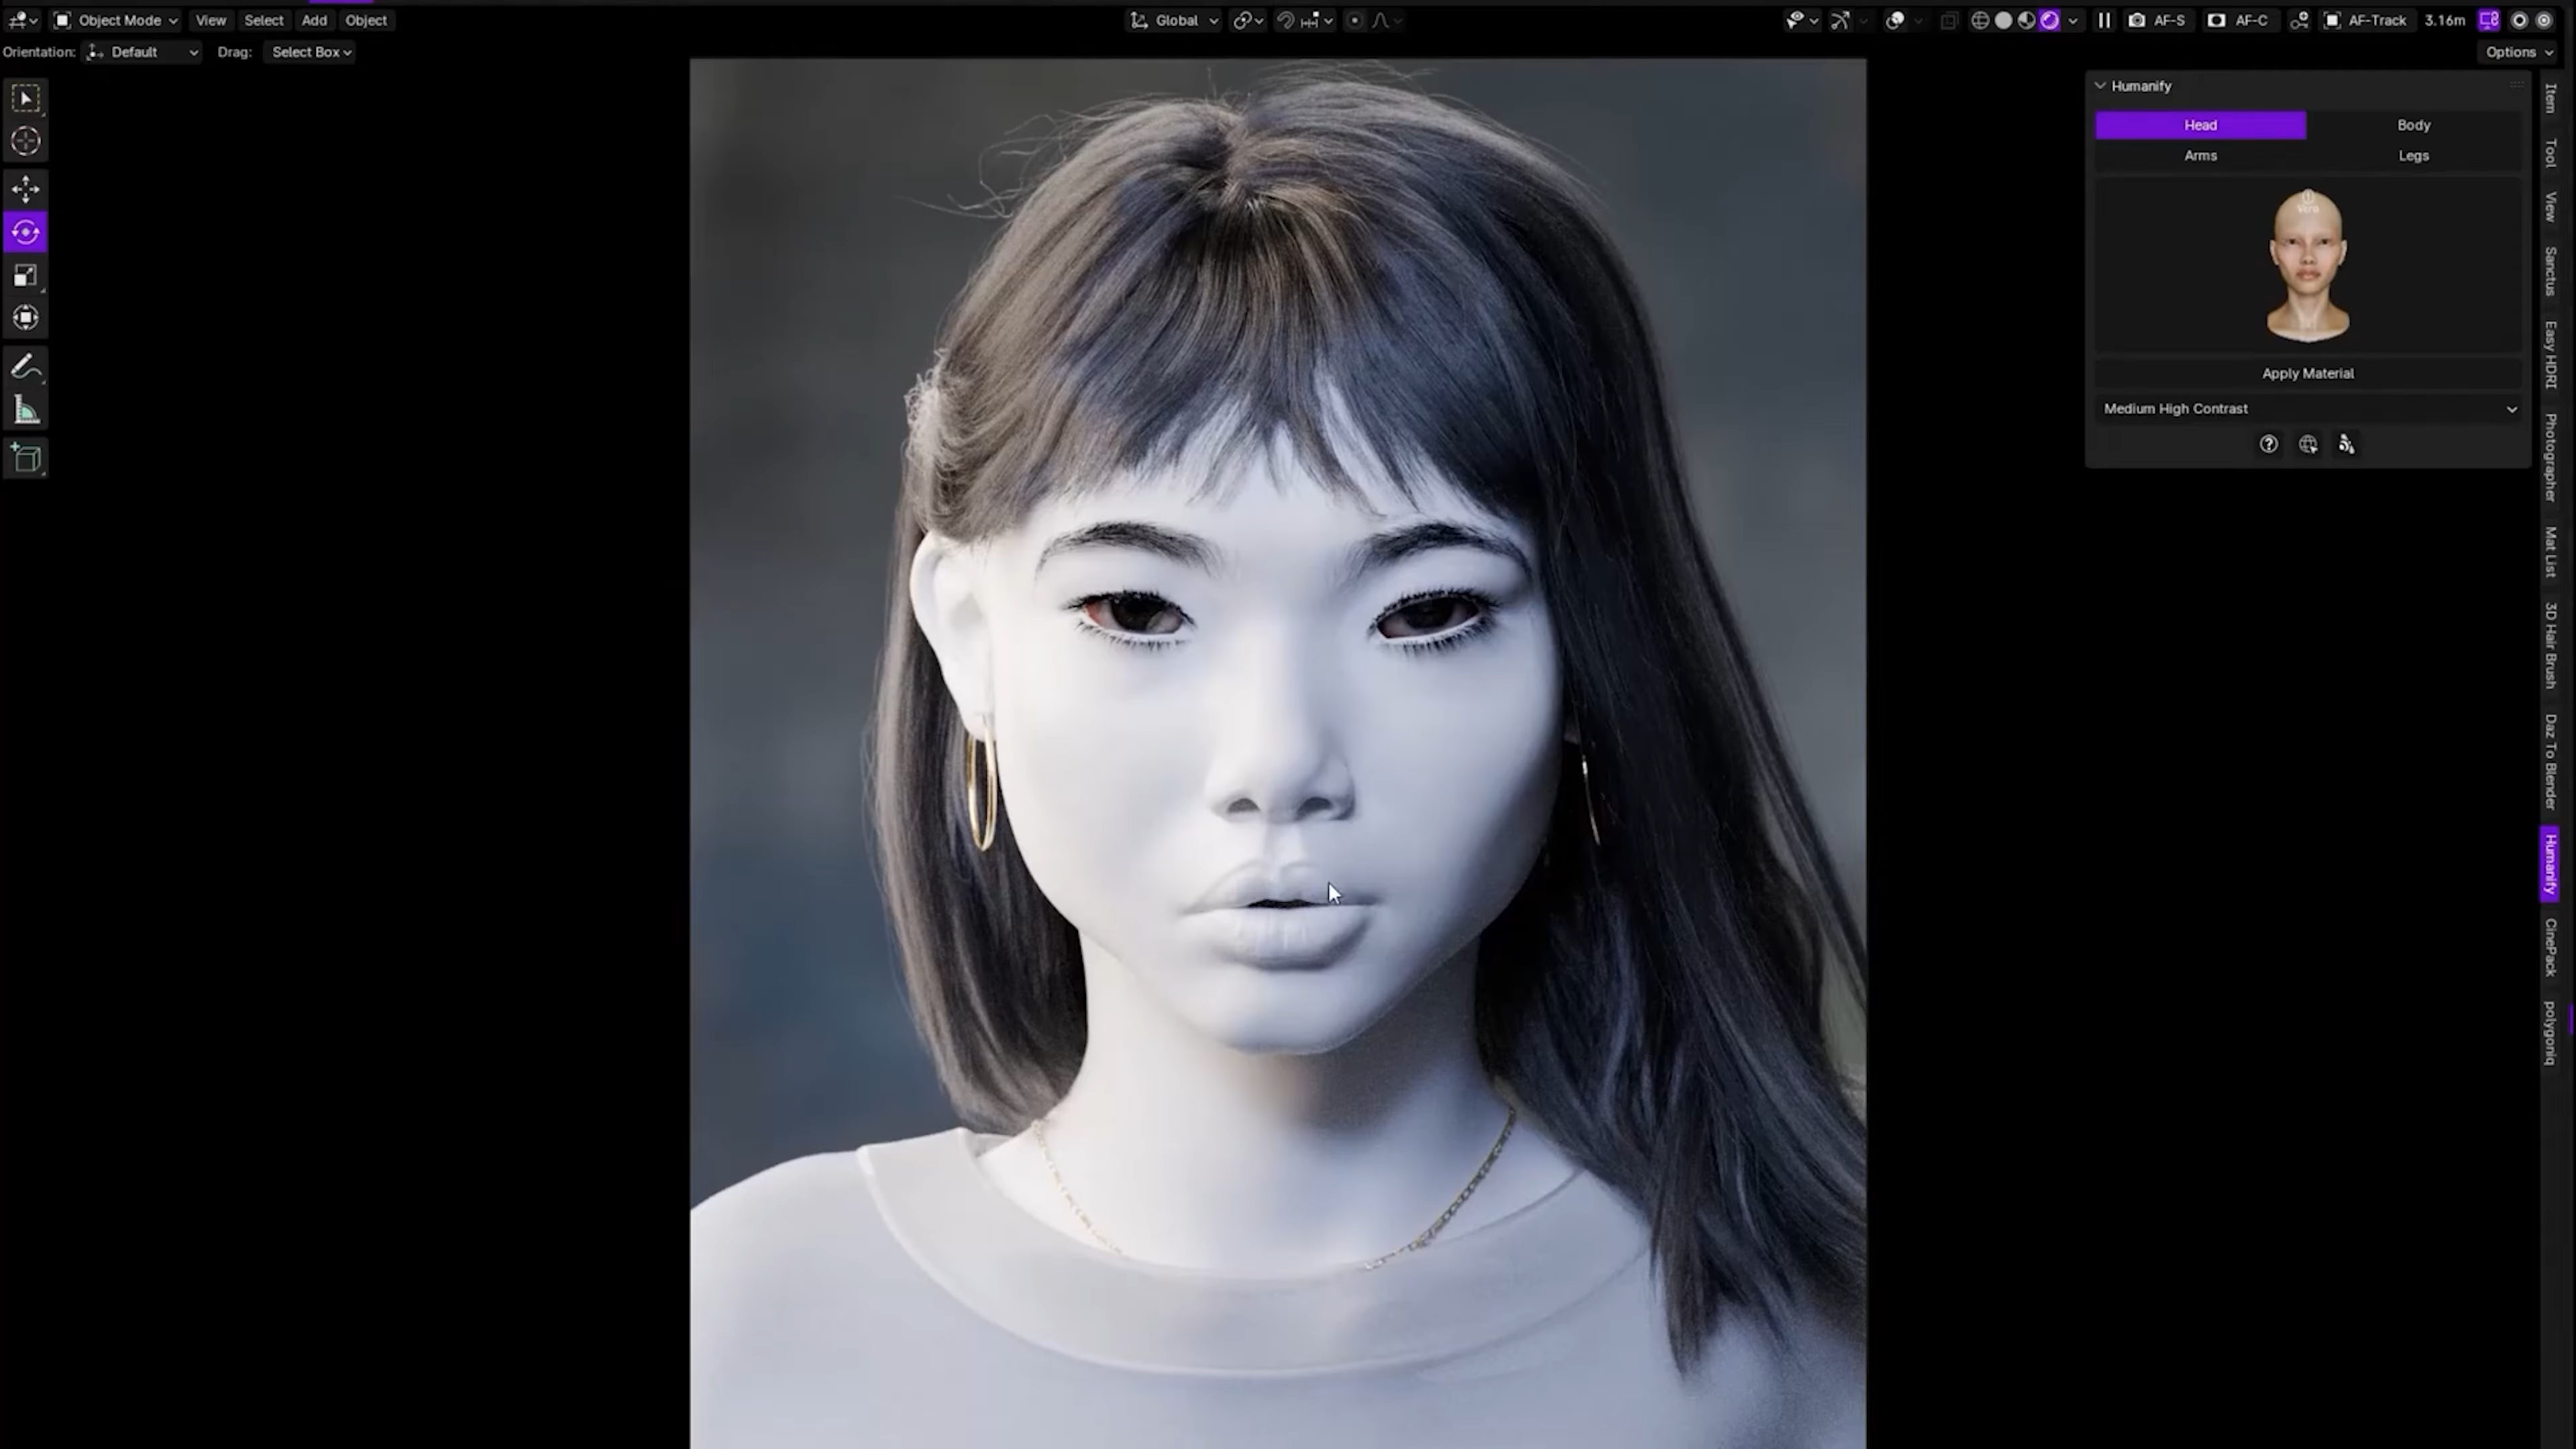 Object Mode View Select Add Object Global AF-S AF-C AF-Track 3.16m
Orientation: Default Drag: Select Box Options
Humanify
Head Body
Arms Legs
Vera
Apply Material
Medium High Contrast
Item
Tool
View
Sanctus
Easy HDRI
Photographer
Mat List
3D Hair Brush
Daz To Blender
Humanify
CinePack
polygoniq